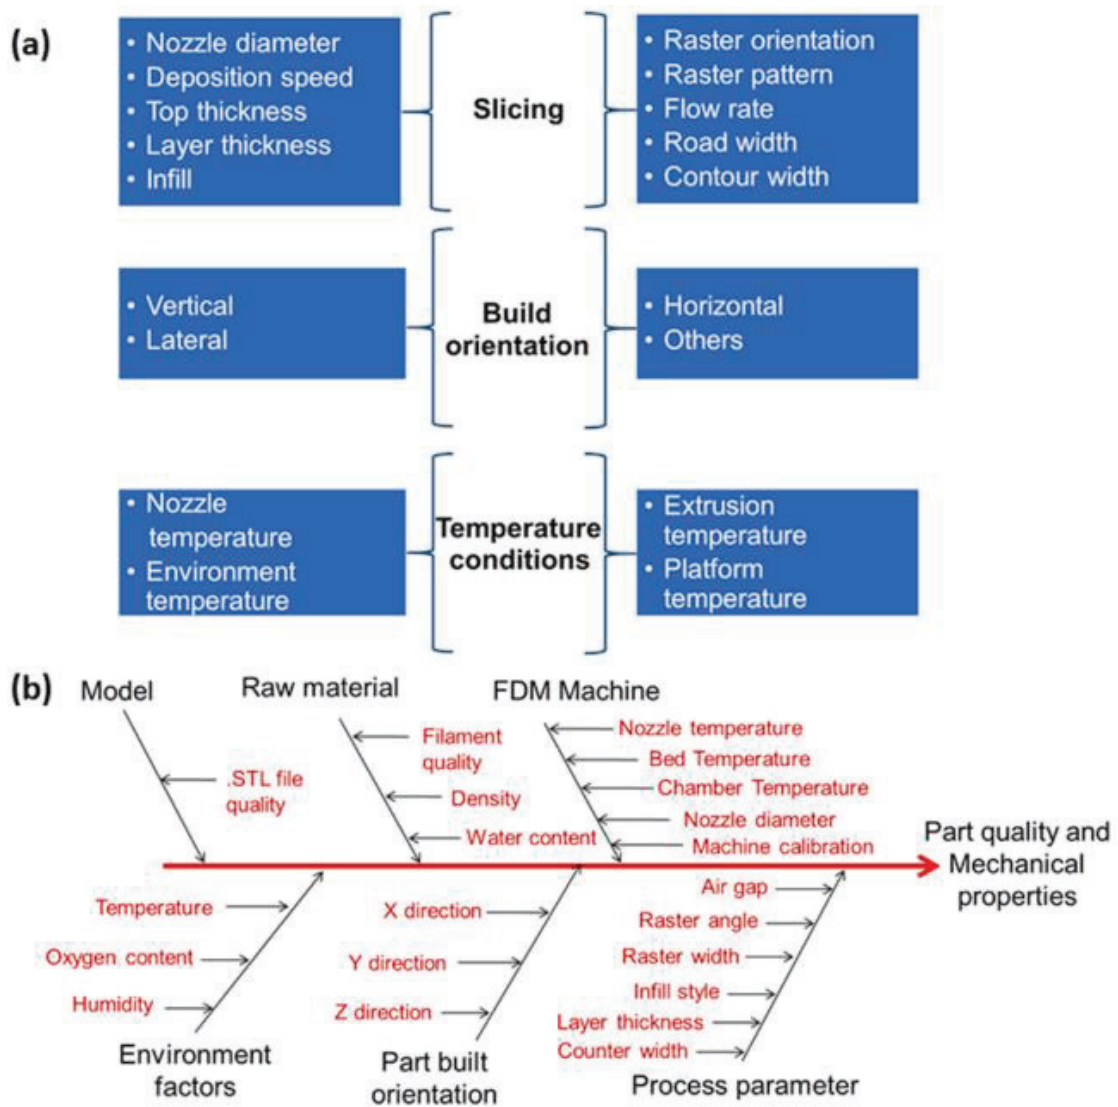 (a)
• Nozzle diameter
• Deposition speed
• Top thickness
• Layer thickness
• Infill
Slicing
• Raster orientation
• Raster pattern
• Flow rate
• Road width
• Contour width
• Vertical
• Lateral
Build
orientation
• Horizontal
• Others
• Nozzle
temperature
• Environment
temperature
Temperature
conditions
• Extrusion
temperature
• Platform
temperature
(b)
Model
.STL file
quality
Raw material
Filament
quality
Density
Water content
FDM Machine
Nozzle temperature
Bed Temperature
Chamber Temperature
Nozzle diameter
Machine calibration
Part quality and
Mechanical
properties
Temperature
Oxygen content
Humidity
Environment
factors
X direction
Y direction
Z direction
Part built
orientation
Air gap
Raster angle
Raster width
Infill style
Layer thickness
Counter width
Process parameter